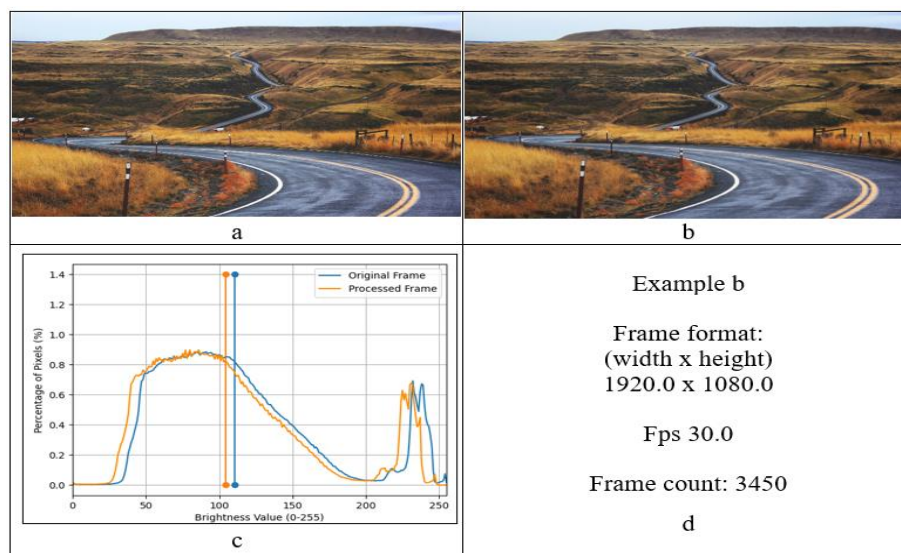 a
b
1.4
1.2
1.0
0.8
0.6
0.4
0.2
0.0
Percentage of Pixels (%)
Original Frame
Processed Frame
0 50 100 150 200 250
Brightness Value (0-255)
c
Example b
Frame format:
(width x height)
1920.0 x 1080.0
Fps 30.0
Frame count: 3450
d